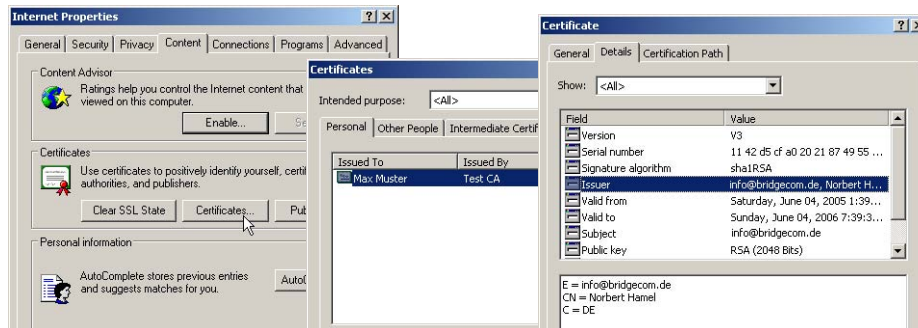 Internet Properties
General Security Privacy Content Connections Programs Advanced
Content Advisor
Ratings help you control the Internet content that
viewed on this computer.
Enable...
Certificates
Use certificates to positively identify yourself, certif
authorities, and publishers.
Clear SSL State Certificates... Pub
Personal information
AutoComplete stores previous entries
and suggests matches for you.
Certificates
Intended purpose: <All>
Personal Other People Intermediate Certif
Issued To Issued By
Max Muster Test CA
Certificate
General Details Certification Path
Show: <All>
Field Value
Version V3
Serial number 11 42 d5 cf a0 20 21 87 49 55 ...
Signature algorithm sha1RSA
Issuer info@bridgecom.de, Norbert H...
Valid from Saturday, June 04, 2005 1:39...
Valid to Sunday, June 04, 2006 7:39:3...
Subject info@bridgecom.de
Public key RSA (2048 Bits)
E = info@bridgecom.de
CN = Norbert Hamel
C = DE